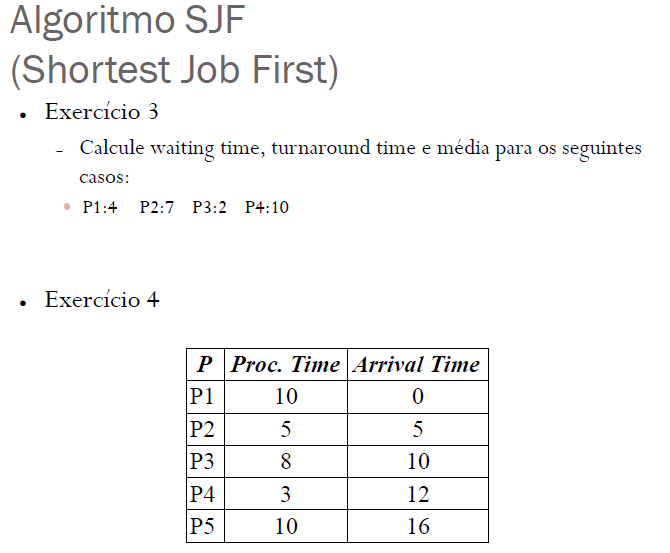 Algoritmo SJF
(Shortest Job First)
• Exercício 3
– Calcule waiting time, turnaround time e média para os seguintes
casos:
• P1:4 P2:7 P3:2 P4:10
• Exercício 4
P Proc. Time Arrival Time
P1 10 0
P2 5 5
P3 8 10
P4 3 12
P5 10 16